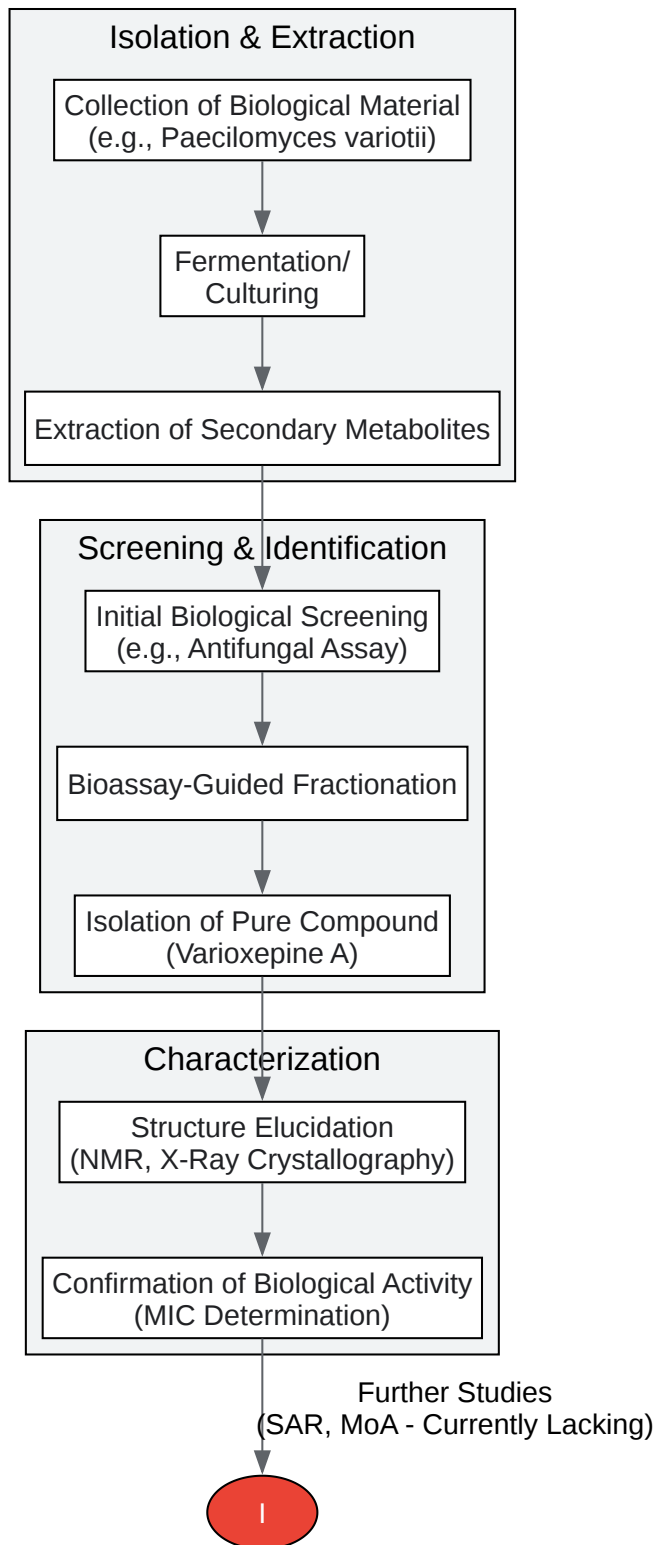 Isolation & Extraction
Collection of Biological Material
(e.g., Paecilomyces variotii)
Fermentation/
Culturing
Extraction of Secondary Metabolites
Screening & Identification
Initial Biological Screening
(e.g., Antifungal Assay)
Bioassay-Guided Fractionation
Isolation of Pure Compound
(Varioxepine A)
Characterization
Structure Elucidation
(NMR, X-Ray Crystallography)
Confirmation of Biological Activity
(MIC Determination)
Further Studies
(SAR, MoA - Currently Lacking)
I